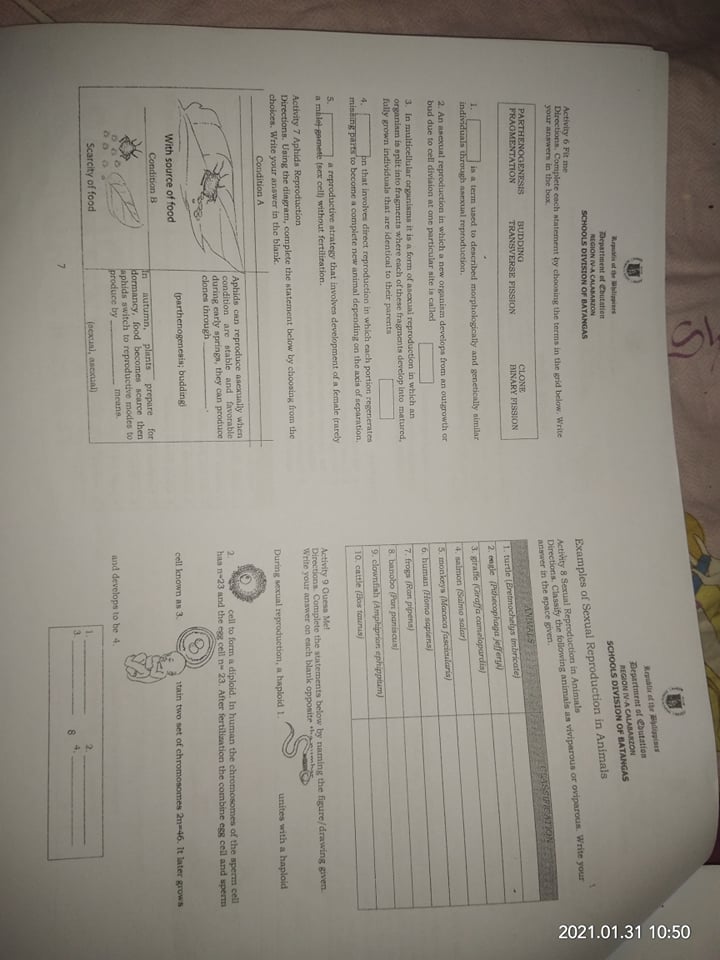 Republic of the Philippines
Department of Education
REGION IV-A CALABARZON
SCHOOLS DIVISION OF BATANGAS
Activity 6 Fit me
Directions. Complete each statement by choosing the terms in the grid below. Write
your answers in the box.
PARTHENOGENESIS BUDDING CLONE
FRAGMENTATION TRANSVERSE FISSION BINARY FISSION
1. is a term used to described morphologically and genetically similar
individuals through asexual reproduction.
2. An asexual reproduction in which a new organism develops from an outgrowth or
bud due to cell division at one particular site is called
3. In multicellular organisms it is a form of asexual reproduction in which an
organism is split into fragments where each of these fragments develop into matured,
fully grown individuals that are identical to their parents
4. on that involves direct reproduction in which each portion regenerates
missing parts to become a complete new animal depending on the axis of separation.
5. a reproductive strategy that involves development of a female (rarely
a male) gamete (sex cell) without fertilization.
Activity 7 Aphids Reproduction
Directions. Using the diagram, complete the statement below by choosing from the
choices. Write your answer in the blank.
Condition A
Aphids can reproduce asexually when
condition are stable and favorable
during early springs, they can produce
clones through ____________.
(parthenogenesis; budding)
With source of food
Condition B
In autumn, plants prepare for
dormancy, food becomes scarce then
aphids switch to reproductive modes to
produce by ____________ means.
(sexual, asexual)
Scarcity of food
7
Republic of the Philippines
Department of Education
REGION IV-A CALABARZON
SCHOOLS DIVISION OF BATANGAS
Examples of Sexual Reproduction in Animals
1
Activity 8 Sexual Reproduction in Animals
Directions. Classify the following animals as viviparous or oviparous. Write your
answer in the space given.
ANIMALS CLASSIFICATION
1. turtle (Eretmochelys imbricate)
2. eagle (Pithecophaga jefferyi)
3. giraffe (Giraffa camelopardis)
4. salmon (Salmo salar)
5. monkeys (Macaca fascicularis)
6. human (Homo sapiens)
7. frogs (Ran pipens)
8. banobo (Pan paniscus)
9. clownfish (Amphiprion ephippium)
10. cattle (Bos taurus)
Activity 9 Guess Me!
Directions. Complete the statements below by naming the figure/drawing given.
Write your answer on each blank opposite the number
During sexual reproduction, a haploid 1. unites with a haploid
2. cell to form a diploid. In human the chromosomes of the sperm cell
has n=23 and the egg cell n= 23. After fertilization the combine egg cell and sperm
cell known as 3. ntain two set of chromosomes 2n=46. It later grows
and develops to be 4.
1. ____________ 2. ____________
3. ____________ 4. ____________
8
2021.01.31 10:50